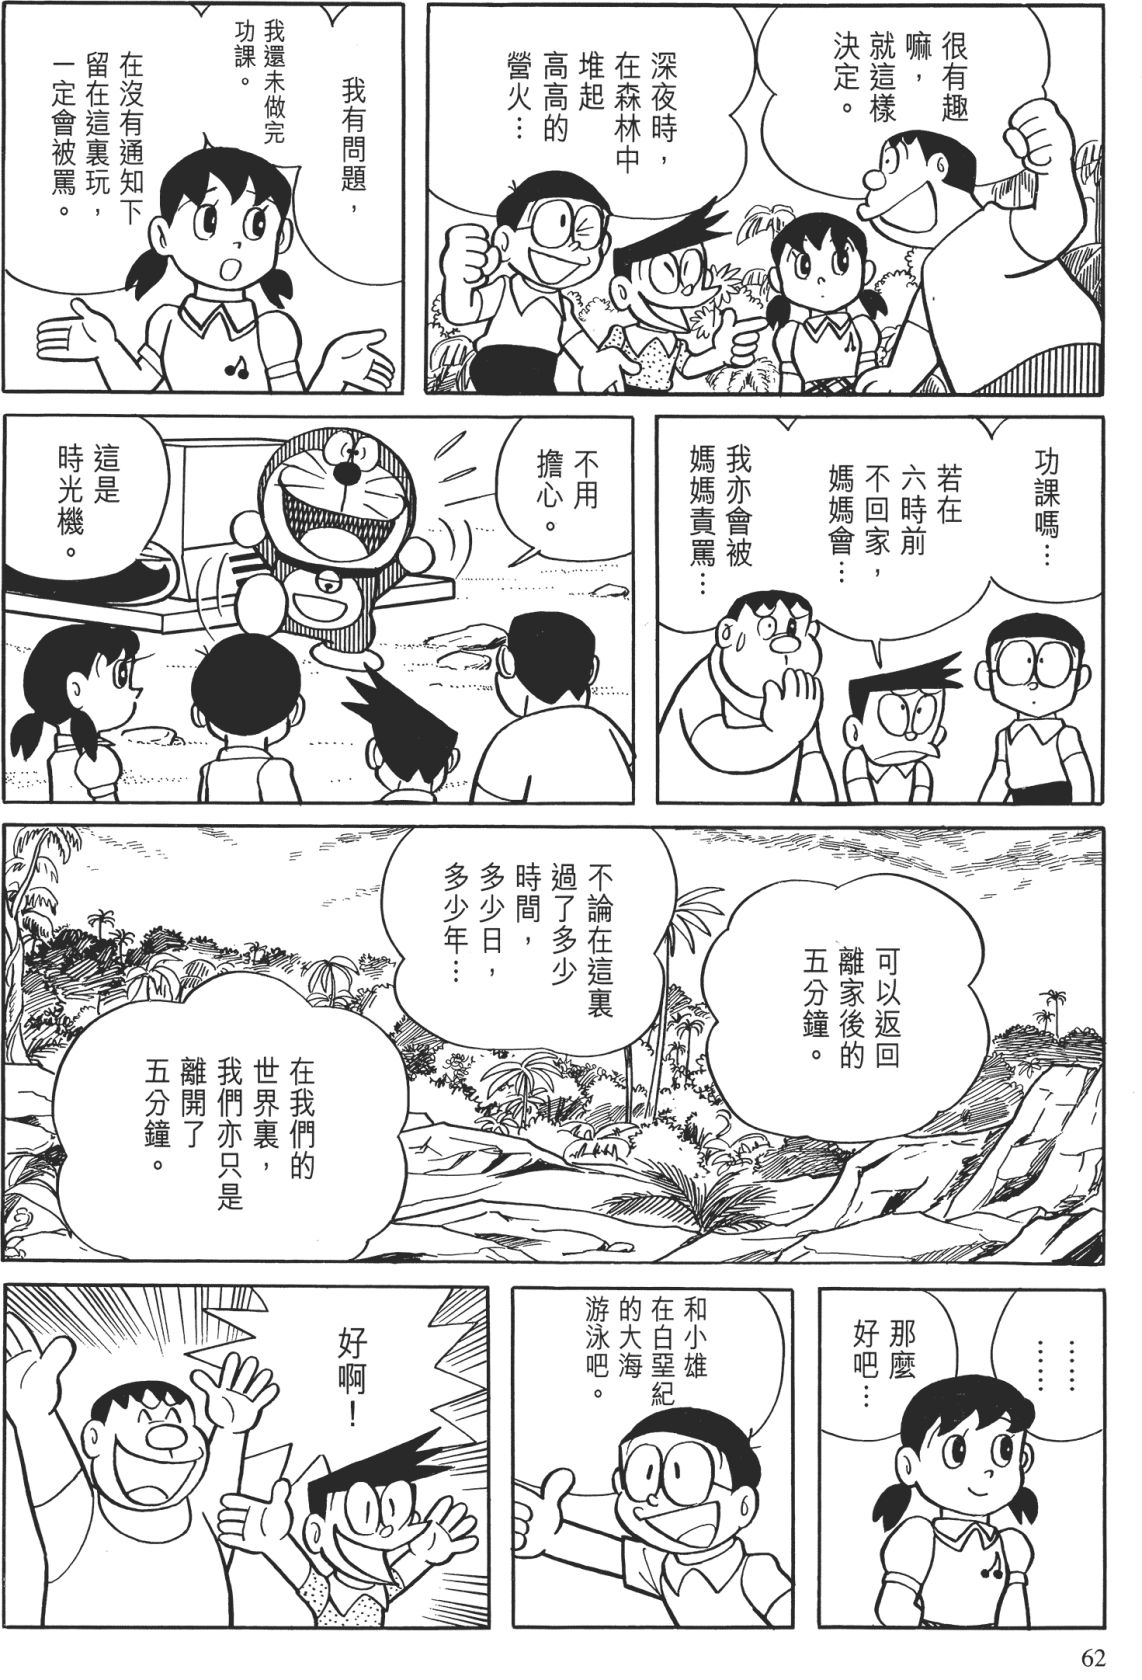 很有趣
嘛，
就這樣
決定。
深夜時，
在森林中
堆起
高高的
營火…
我有問題，
我還未做完
功課。
在沒有通知下
留在這裏玩，
一定會被罵。
功課嗎…
若在
六時前
不回家，
媽媽會…
我亦會被
媽媽責罵…
不用
擔心。
這是
時光機。
可以返回
離家後的
五分鐘。
不論在這裏
過了多少
時間，
多少日，
多少年…
在我們的
世界裏，
我們亦只是
離開了
五分鐘。
……
……
那麼
好吧…
和小雄
在白堊紀
的大海
游泳吧。
好啊！
62